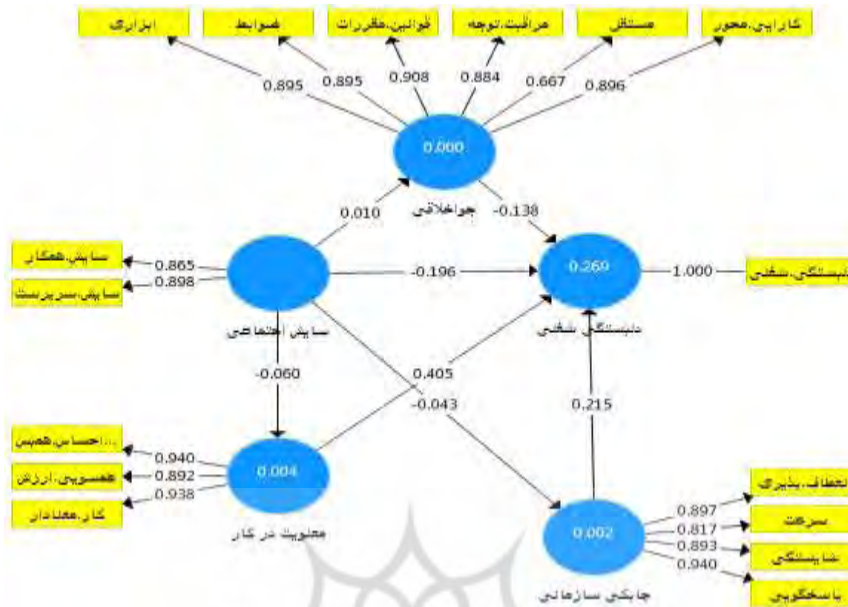 ابزاری
ضوابط
قوانین.مقررات
مراقبت.توجه
مستقل
کارایی.محور
0.895
0.895
0.908
0.884
0.667
0.896
0.000
جواخلاقی
0.010
-0.138
سایش.همکار
0.865
سایش.سرپرست
0.898
سایش اجتماعی
-0.196
0.269
دلبستگی شغلی
1.000
دلبستگی.شغلی
-0.060
0.405
-0.043
0.215
احساس.همبس...
0.940
همسویی.ارزش
0.892
کار.معنادار
0.938
0.004
معنویت در کار
0.002
چابکی سازمانی
0.897
انعطاف.پذیری
0.817
سرعت
0.893
شایستگی
0.940
پاسخگویی